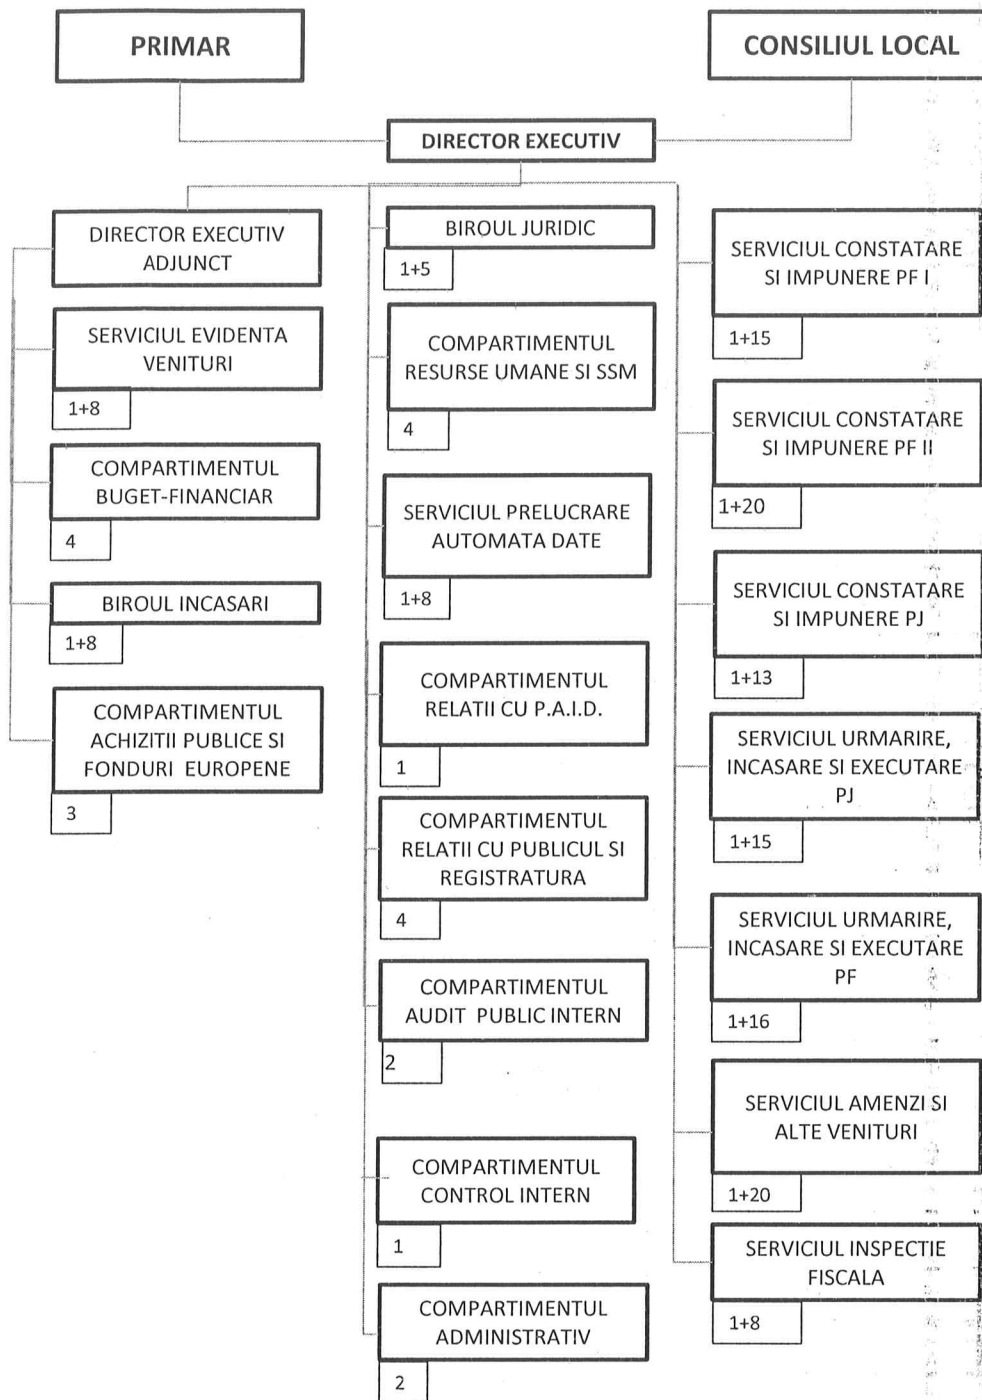 PRIMAR
CONSILIUL LOCAL
DIRECTOR EXECUTIV
DIRECTOR EXECUTIV
ADJUNCT
SERVICIUL EVIDENTA
VENITURI
1+8
COMPARTIMENTUL
BUGET-FINANCIAR
4
BIROUL INCASARI
1+8
COMPARTIMENTUL
ACHIZITII PUBLICE SI
FONDURI EUROPENE
3
BIROUL JURIDIC
1+5
COMPARTIMENTUL
RESURSE UMANE SI SSM
4
SERVICIUL PRELUCRARE
AUTOMATA DATE
1+8
COMPARTIMENTUL
RELATII CU P.A.I.D.
1
COMPARTIMENTUL
RELATII CU PUBLICUL SI
REGISTRATURA
4
COMPARTIMENTUL
AUDIT PUBLIC INTERN
2
COMPARTIMENTUL
CONTROL INTERN
1
COMPARTIMENTUL
ADMINISTRATIV
2
SERVICIUL CONSTATARE
SI IMPUNERE PF I
1+15
SERVICIUL CONSTATARE
SI IMPUNERE PF II
1+20
SERVICIUL CONSTATARE
SI IMPUNERE PJ
1+13
SERVICIUL URMARIRE,
INCASARE SI EXECUTARE
PJ
1+15
SERVICIUL URMARIRE,
INCASARE SI EXECUTARE
PF
1+16
SERVICIUL AMENZI SI
ALTE VENITURI
1+20
SERVICIUL INSPECTIE
FISCALA
1+8